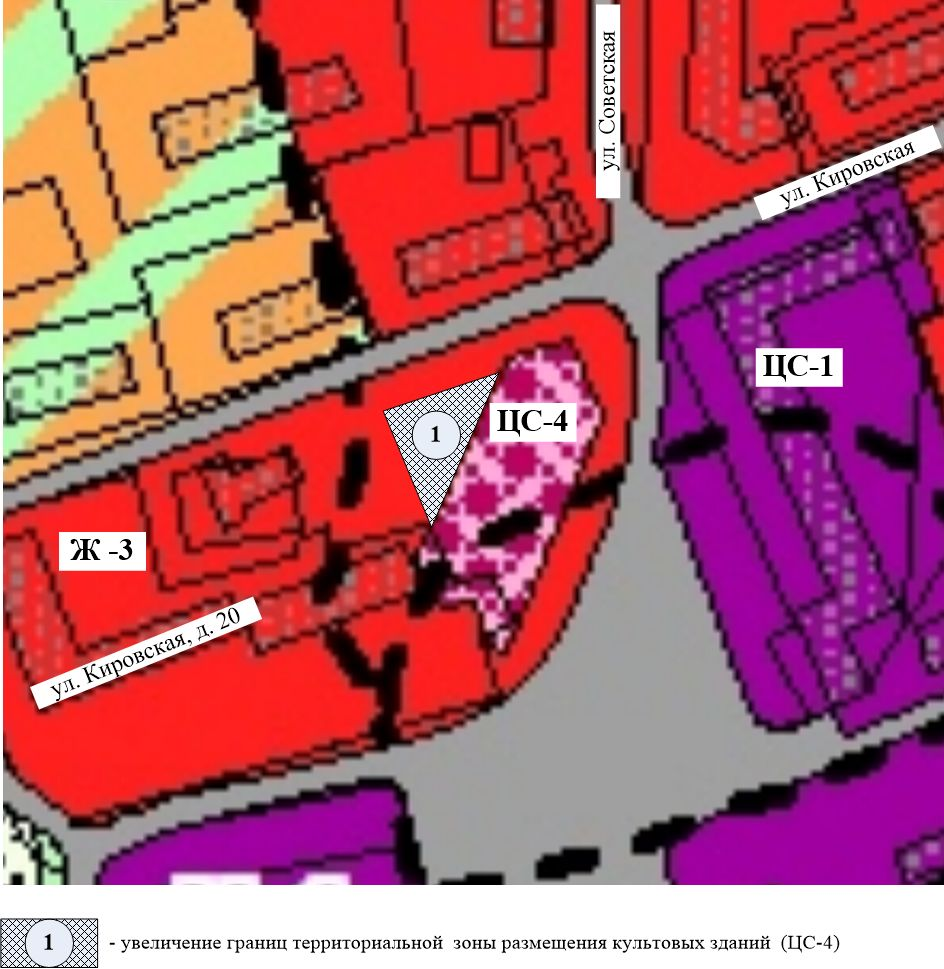 ул. Советская
ул. Кировская
ЦС-1
ЦС-4
1
Ж -3
ул. Кировская, д. 20
1 - увеличение границ территориальной зоны размещения культовых зданий (ЦС-4)